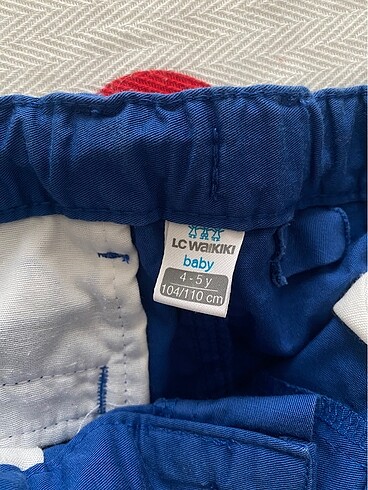 LC WAIKIKI
baby
4 - 5 y
104/110 cm